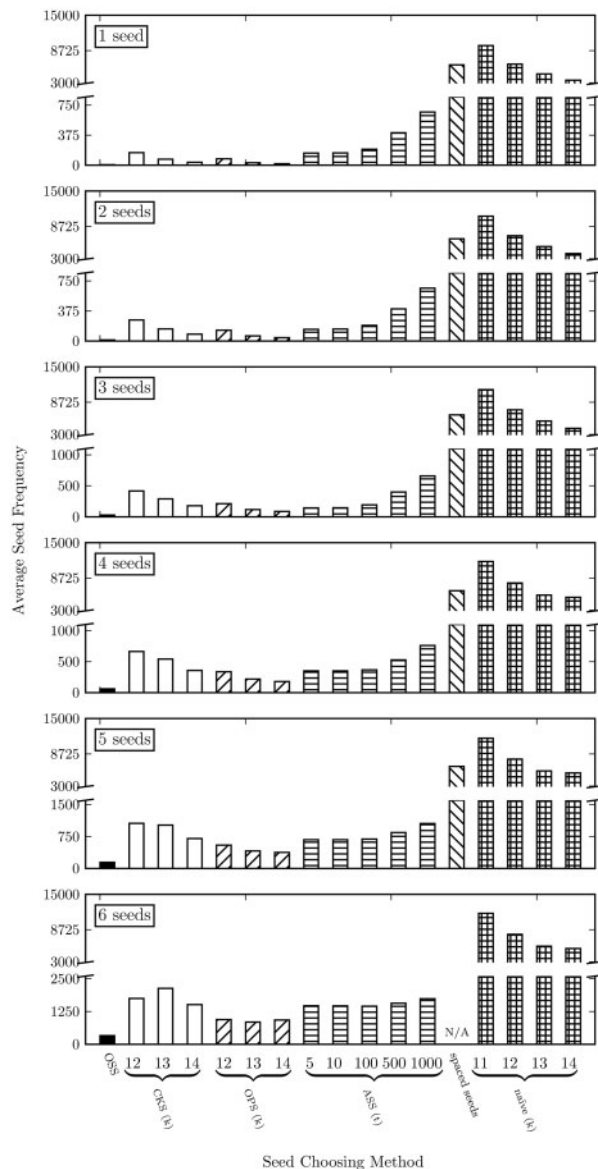 Average Seed Frequency
1 seed
15000
8725
3000
750
375
0
2 seeds
15000
8725
3000
750
375
0
3 seeds
15000
8725
3000
1000
500
0
4 seeds
15000
8725
3000
1000
500
0
5 seeds
15000
8725
3000
1500
750
0
6 seeds
15000
8725
3000
2500
1250
0
N/A
OSS
12 13 14
CKS (k)
12 13 14
OPS (k)
5 10 100 500 1000
ASS (t)
spaced seeds
11 12 13 14
naïve (k)
Seed Choosing Method